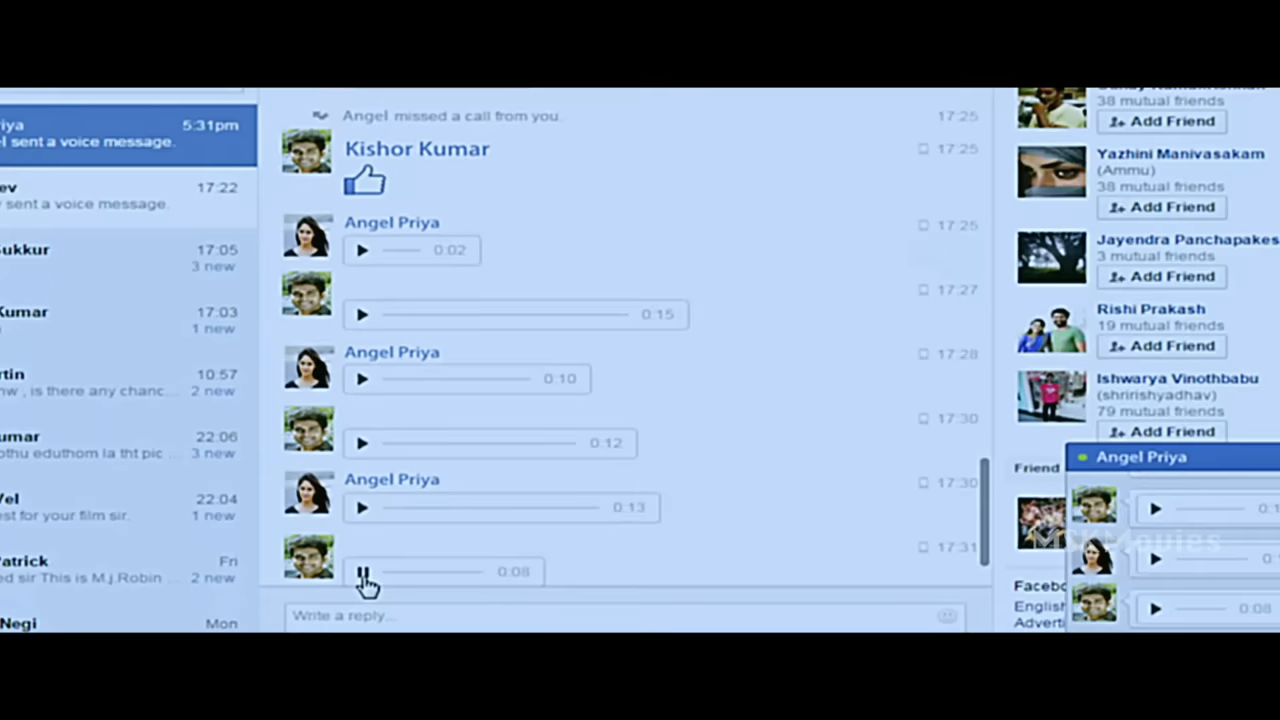 iya 5:31pm
I sent a voice message.
ev 17:22
sent a voice message.
Sukkur 17:05
3 new
Kumar 17:03
1 new
rtin 10:57
nw , is there any chanc... 2 new
umar 22:06
othu eduthom la tht pic ... 3 new
Vel 22:04
est for your film sir. 1 new
Patrick Fri
ed sir This is M.j.Robin ... 2 new
Negi Mon
Angel missed a call from you. 17:25
Kishor Kumar 17:25
Angel Priya 17:25
0:02
17:27
0:15
Angel Priya 17:28
0:10
17:30
0:12
Angel Priya 17:30
0:13
17:31
0:08
Write a reply...
38 mutual friends
Add Friend
Yazhini Manivasakam
(Ammu)
38 mutual friends
Add Friend
Jayendra Panchapakes
3 mutual friends
Add Friend
Rishi Prakash
19 mutual friends
Add Friend
Ishwarya Vinothbabu
(shririshyadhav)
79 mutual friends
Add Friend
Friend
MSKMovies
Facebo
English
Adverti
Angel Priya
0:1
0:
0:08